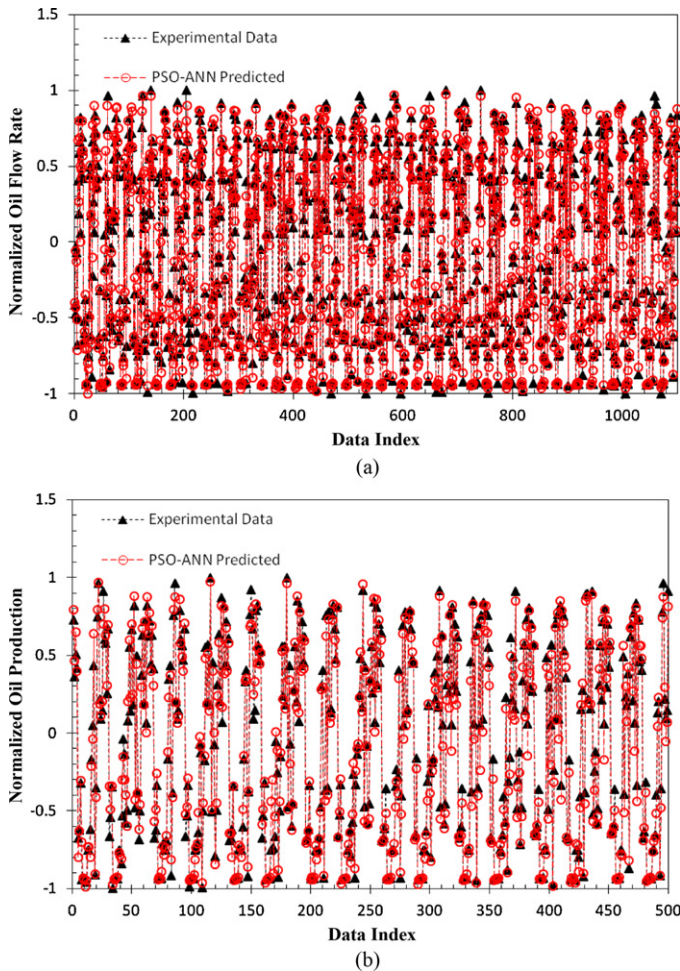 1.5
Experimental Data
PSO-ANN Predicted
1
0.5
0
-0.5
-1
Normalized Oil Flow Rate
0 200 400 600 800 1000
Data Index
(a)
1.5
Experimental Data
PSO-ANN Predicted
1
0.5
0
-0.5
-1
Normalized Oil Production
0 50 100 150 200 250 300 350 400 450 500
Data Index
(b)